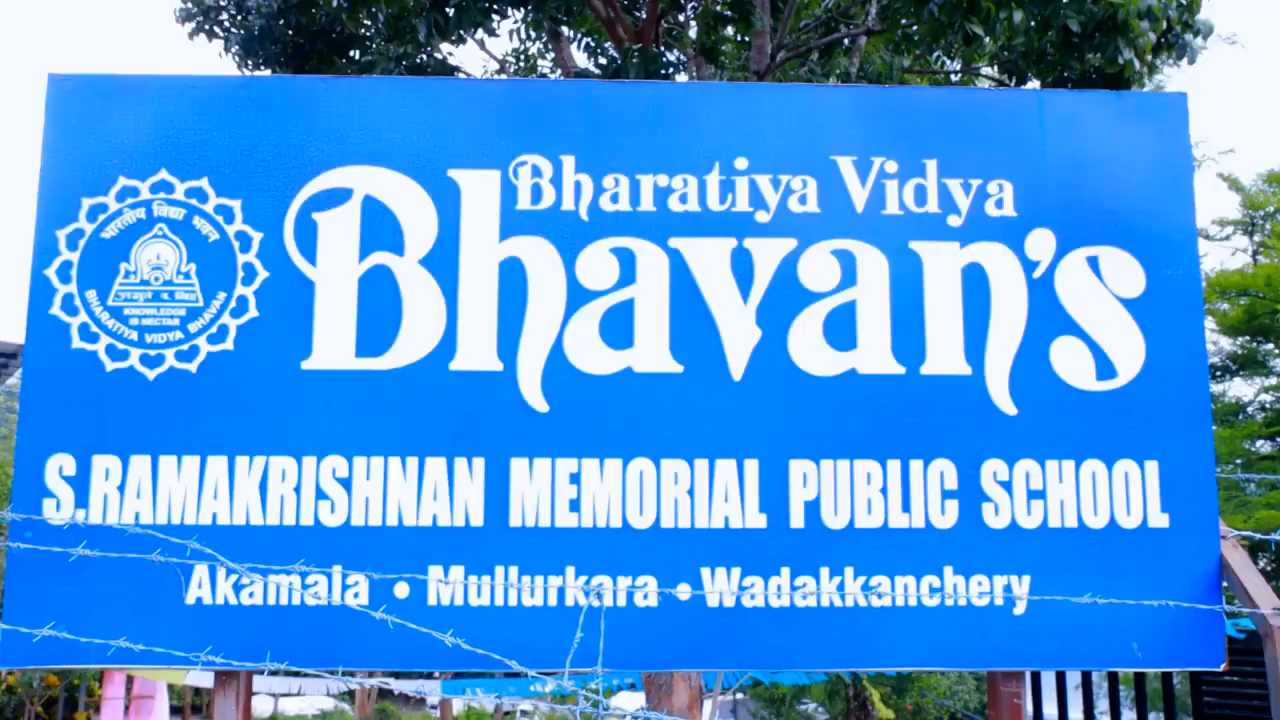 भारतीय विद्या भवन
KNOWLEDGE
IS NECTAR
BHARATIYA VIDYA BHAVAN
Bharatiya Vidya
Bhavan's
S.RAMAKRISHNAN MEMORIAL PUBLIC SCHOOL
Akamala • Mullurkara • Wadakkanchery